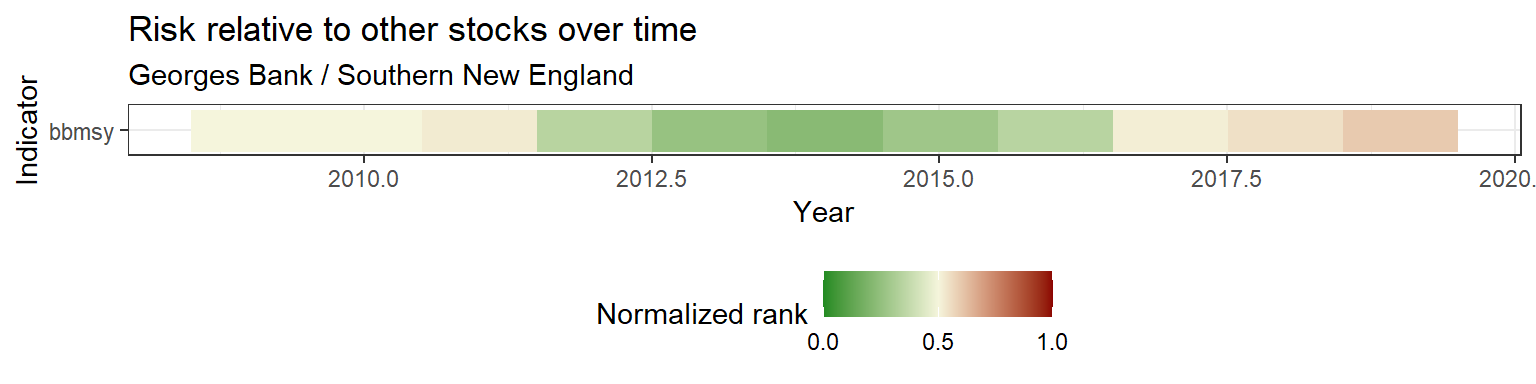 Risk relative to other stocks over time
Georges Bank / Southern New England
Indicator
bbmsy
2010.0 2012.5 2015.0 2017.5 2020.
Year
Normalized rank
0.0 0.5 1.0